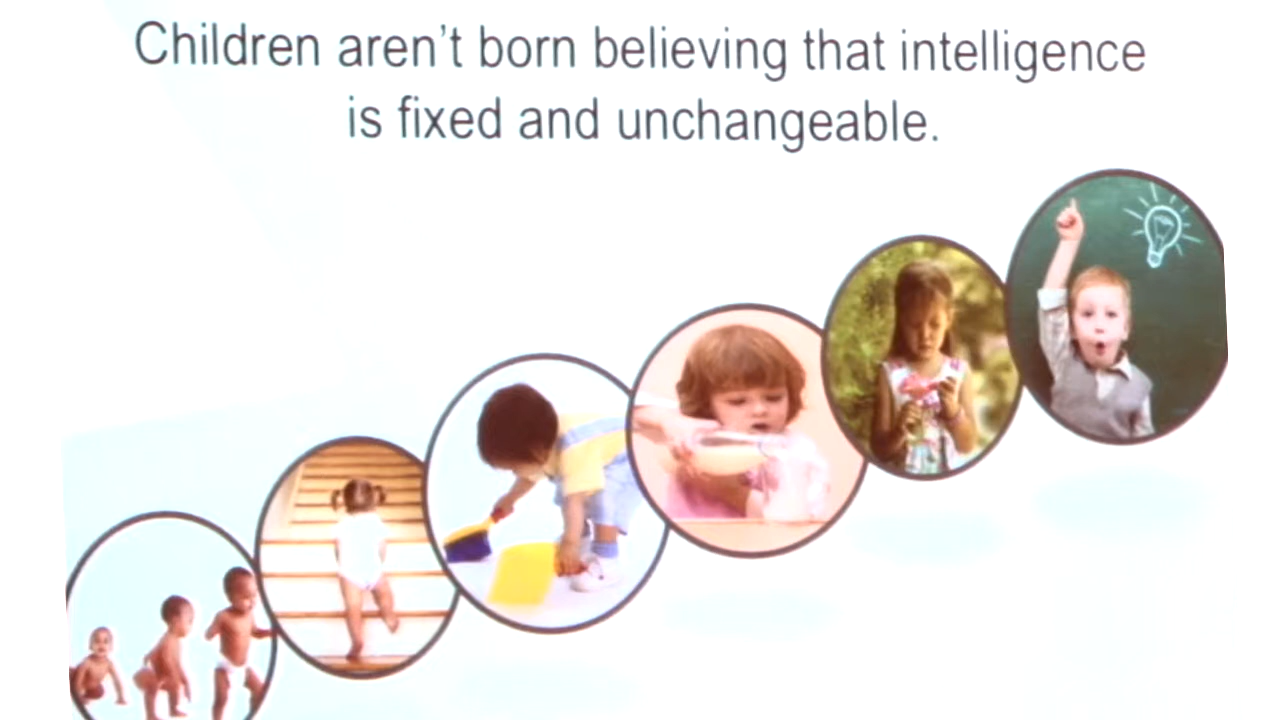 Children aren't born believing that intelligence
is fixed and unchangeable.